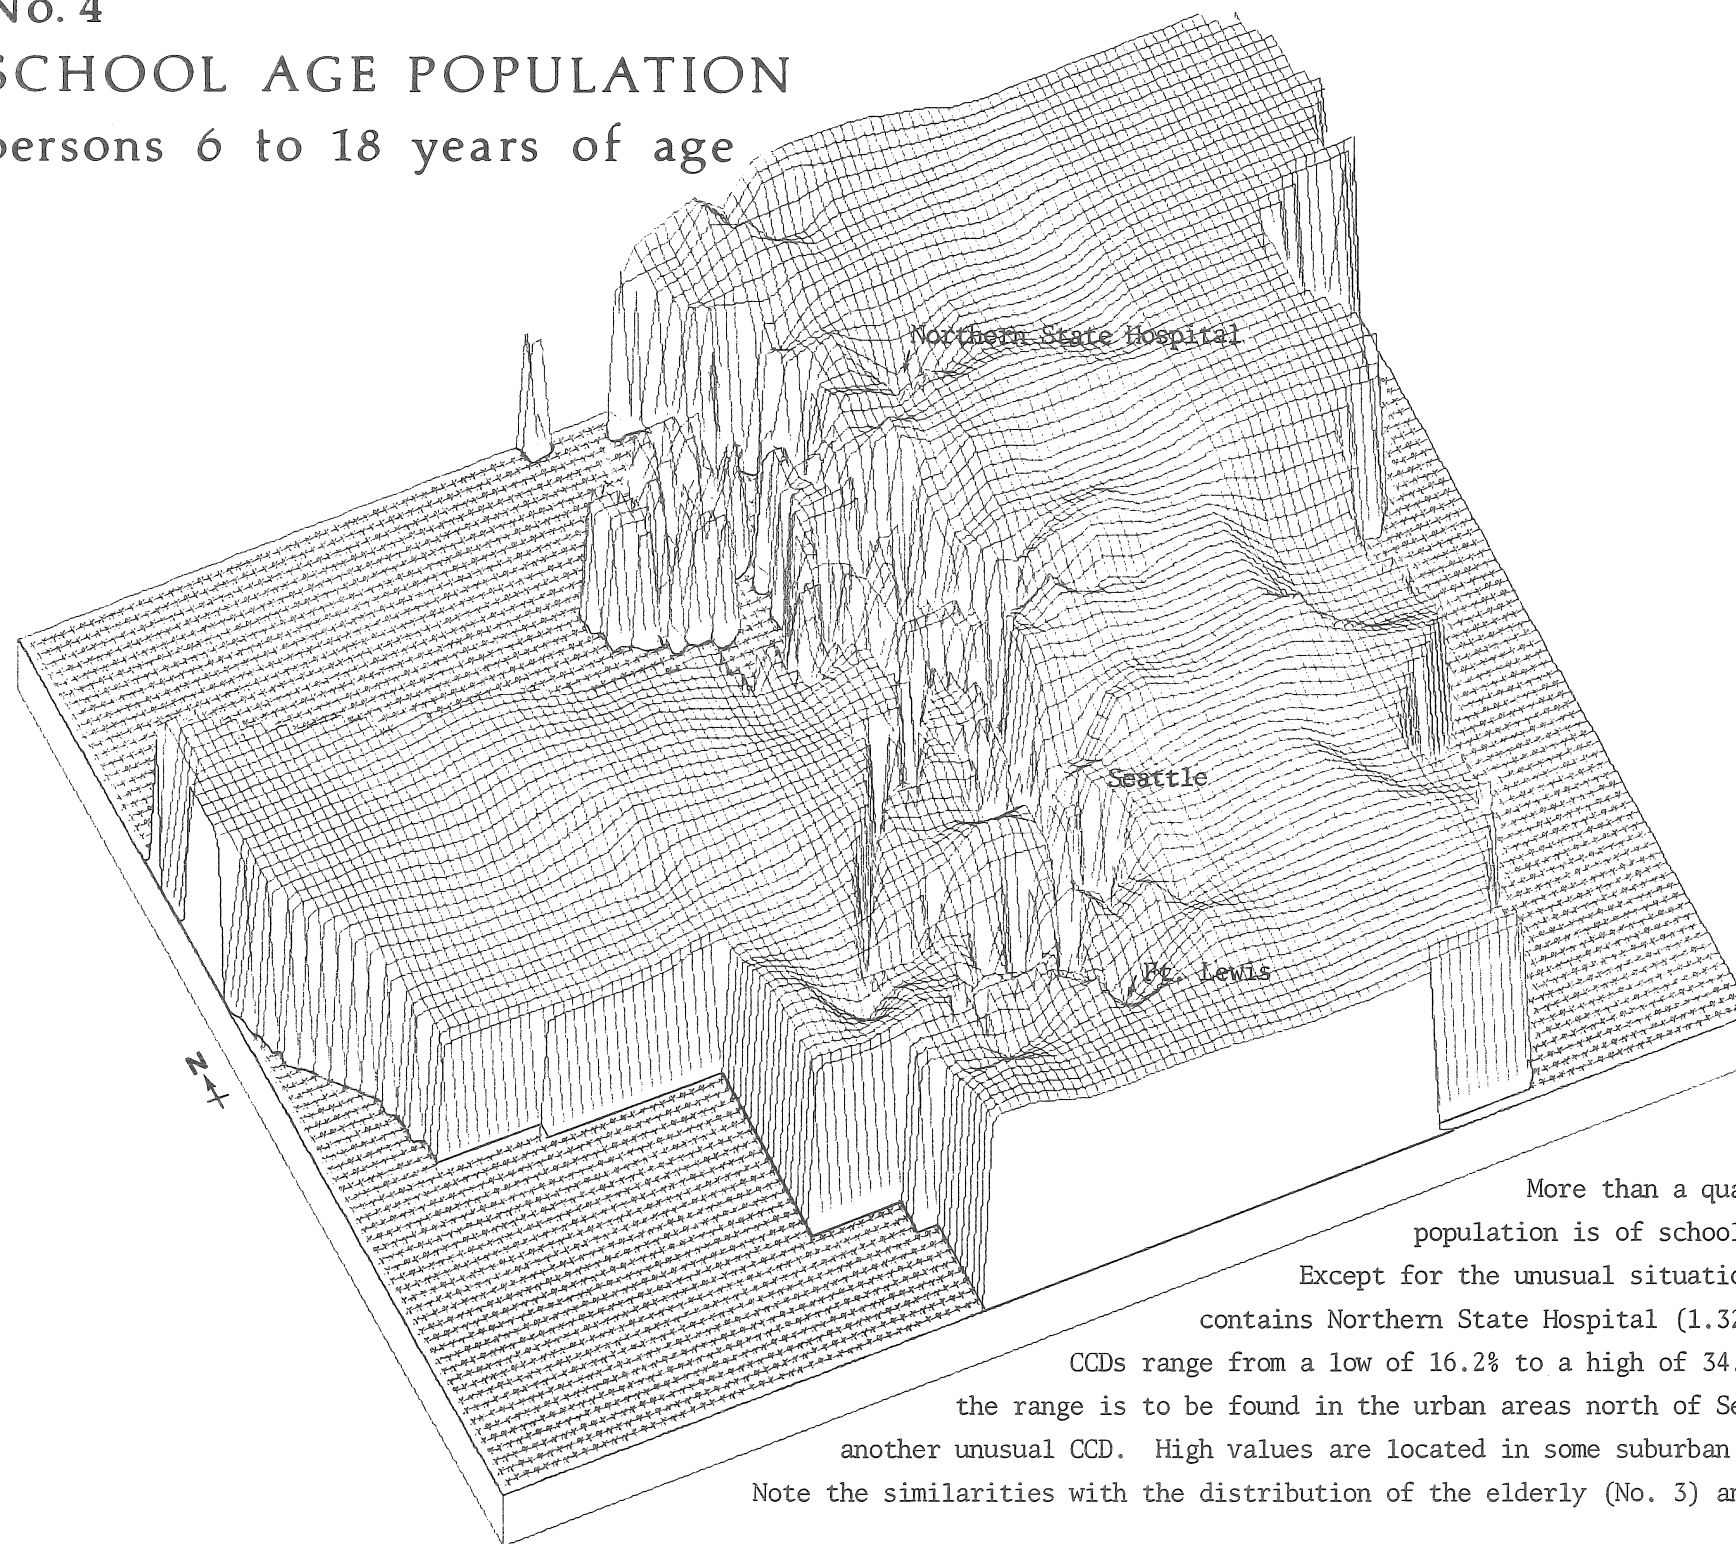 No. 4
SCHOOL AGE POPULATION
persons 6 to 18 years of age
Northern State Hospital
Seattle
Ft. Lewis
N
More than a qua
population is of school
Except for the unusual situatio
contains Northern State Hospital (1.32
CCDs range from a low of 16.2% to a high of 34.
the range is to be found in the urban areas north of Se
another unusual CCD. High values are located in some suburban
Note the similarities with the distribution of the elderly (No. 3) an